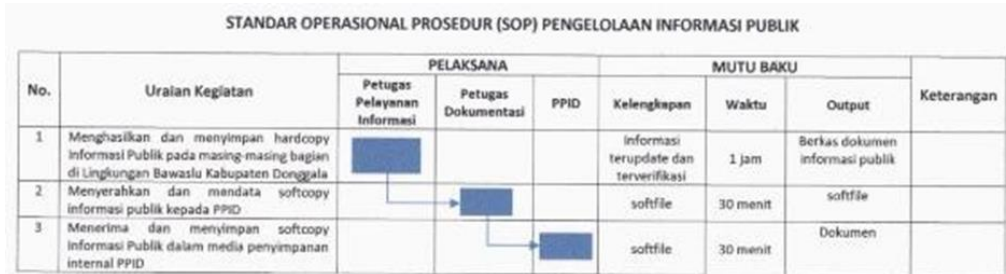 STANDAR OPERASIONAL PROSEDUR (SOP) PENGELOLAAN INFORMASI PUBLIK
No.
Uraian Kegiatan
PELAKSANA
MUTU BAKU
Keterangan
Petugas
Pelayanan
Informasi
Petugas
Dokumentasi
PPID
Kelengkapan
Waktu
Output
1
Menghasilkan dan menyimpan hardcopy
Informasi Publik pada masing-masing bagian
di Lingkungan Bawaslu Kabupaten Donggala
Informasi
terupdate dan
terverifikasi
1 jam
Berkas dokumen
informasi publik
2
Menyerahkan dan mendata softcopy
informasi publik kepada PPID
softfile
30 menit
softfile
3
Menerima dan menyimpan softcopy
Informasi Publik dalam media penyimpanan
internal PPID
softfile
30 menit
Dokumen